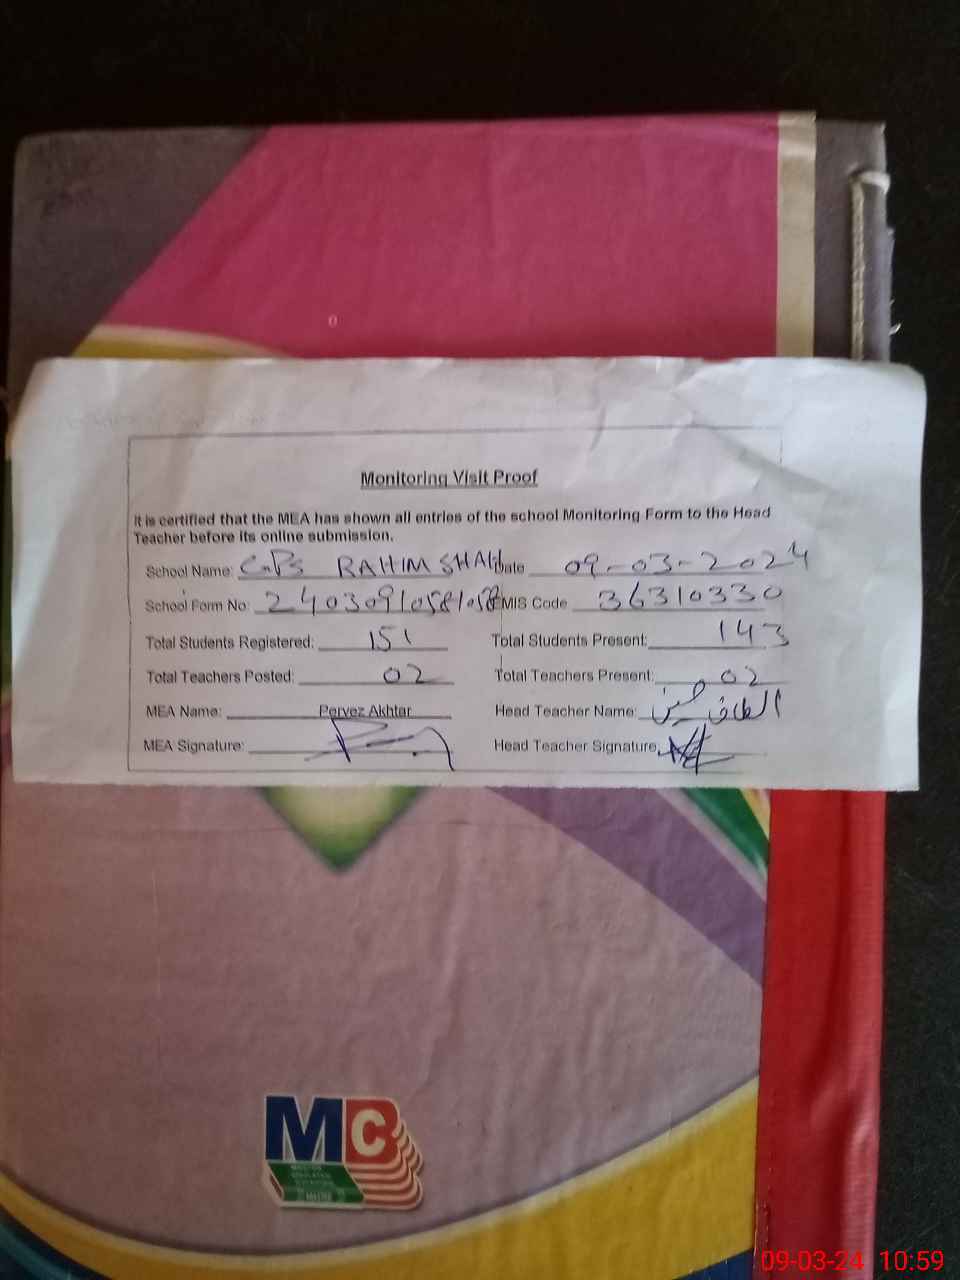 Monitoring Visit Proof
It is certified that the MEA has shown all entries of the school Monitoring Form to the Head
Teacher before its online submission.
School Name: GPS RAHIM SHAH Date 09-03-2024
School Form No: 24030910581058 EMIS Code 36310330
Total Students Registered: 151 Total Students Present: 143
Total Teachers Posted: 02 Total Teachers Present: 02
MEA Name: Pervez Akhtar Head Teacher Name: الطاف حسین
MEA Signature: Head Teacher Signature
MC
09-03-24 10:59